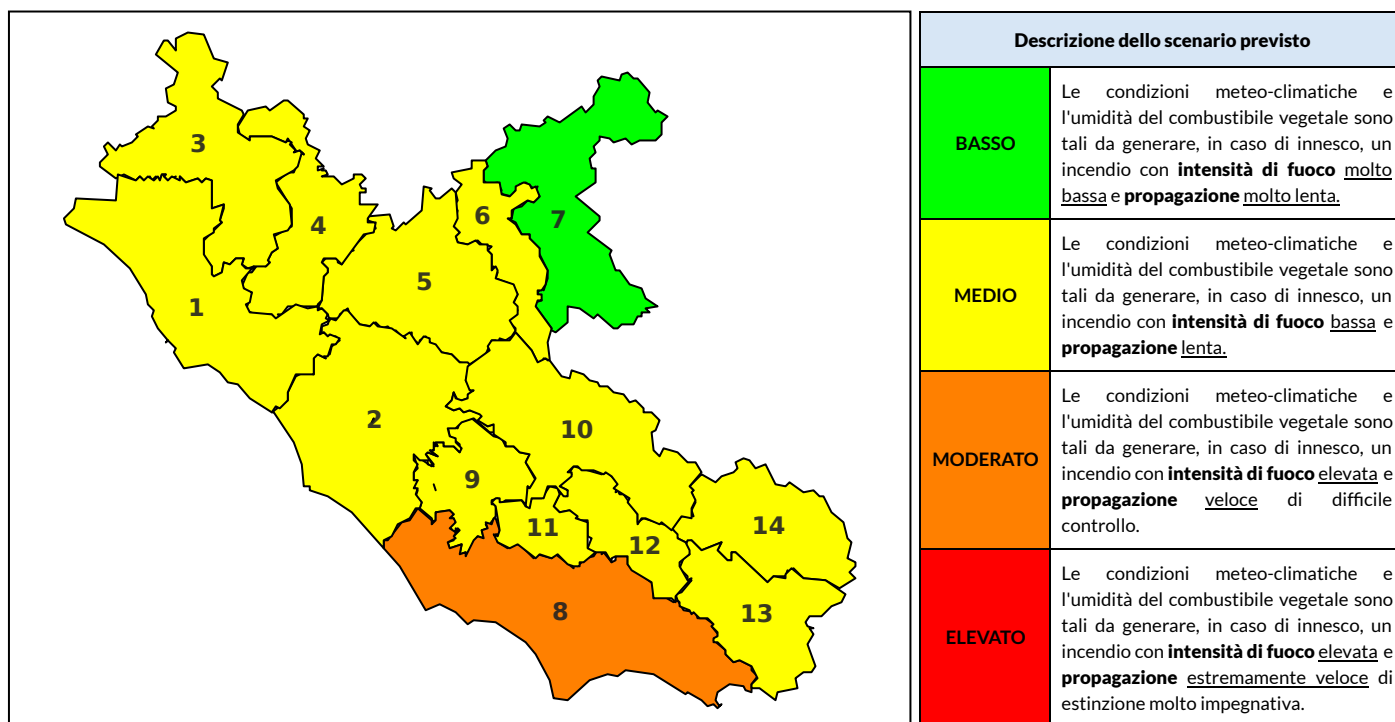 3
4
6
7
5
1
2
10
9
14
11
12
8
13
Descrizione dello scenario previsto
BASSO
Le condizioni meteo-climatiche e
l'umidità del combustibile vegetale sono
tali da generare, in caso di innesco, un
incendio con intensità di fuoco molto
bassa e propagazione molto lenta.
MEDIO
Le condizioni meteo-climatiche e
l'umidità del combustibile vegetale sono
tali da generare, in caso di innesco, un
incendio con intensità di fuoco bassa e
propagazione lenta.
MODERATO
Le condizioni meteo-climatiche e
l'umidità del combustibile vegetale sono
tali da generare, in caso di innesco, un
incendio con intensità di fuoco elevata e
propagazione veloce di difficile
controllo.
ELEVATO
Le condizioni meteo-climatiche e
l'umidità del combustibile vegetale sono
tali da generare, in caso di innesco, un
incendio con intensità di fuoco elevata e
propagazione estremamente veloce di
estinzione molto impegnativa.